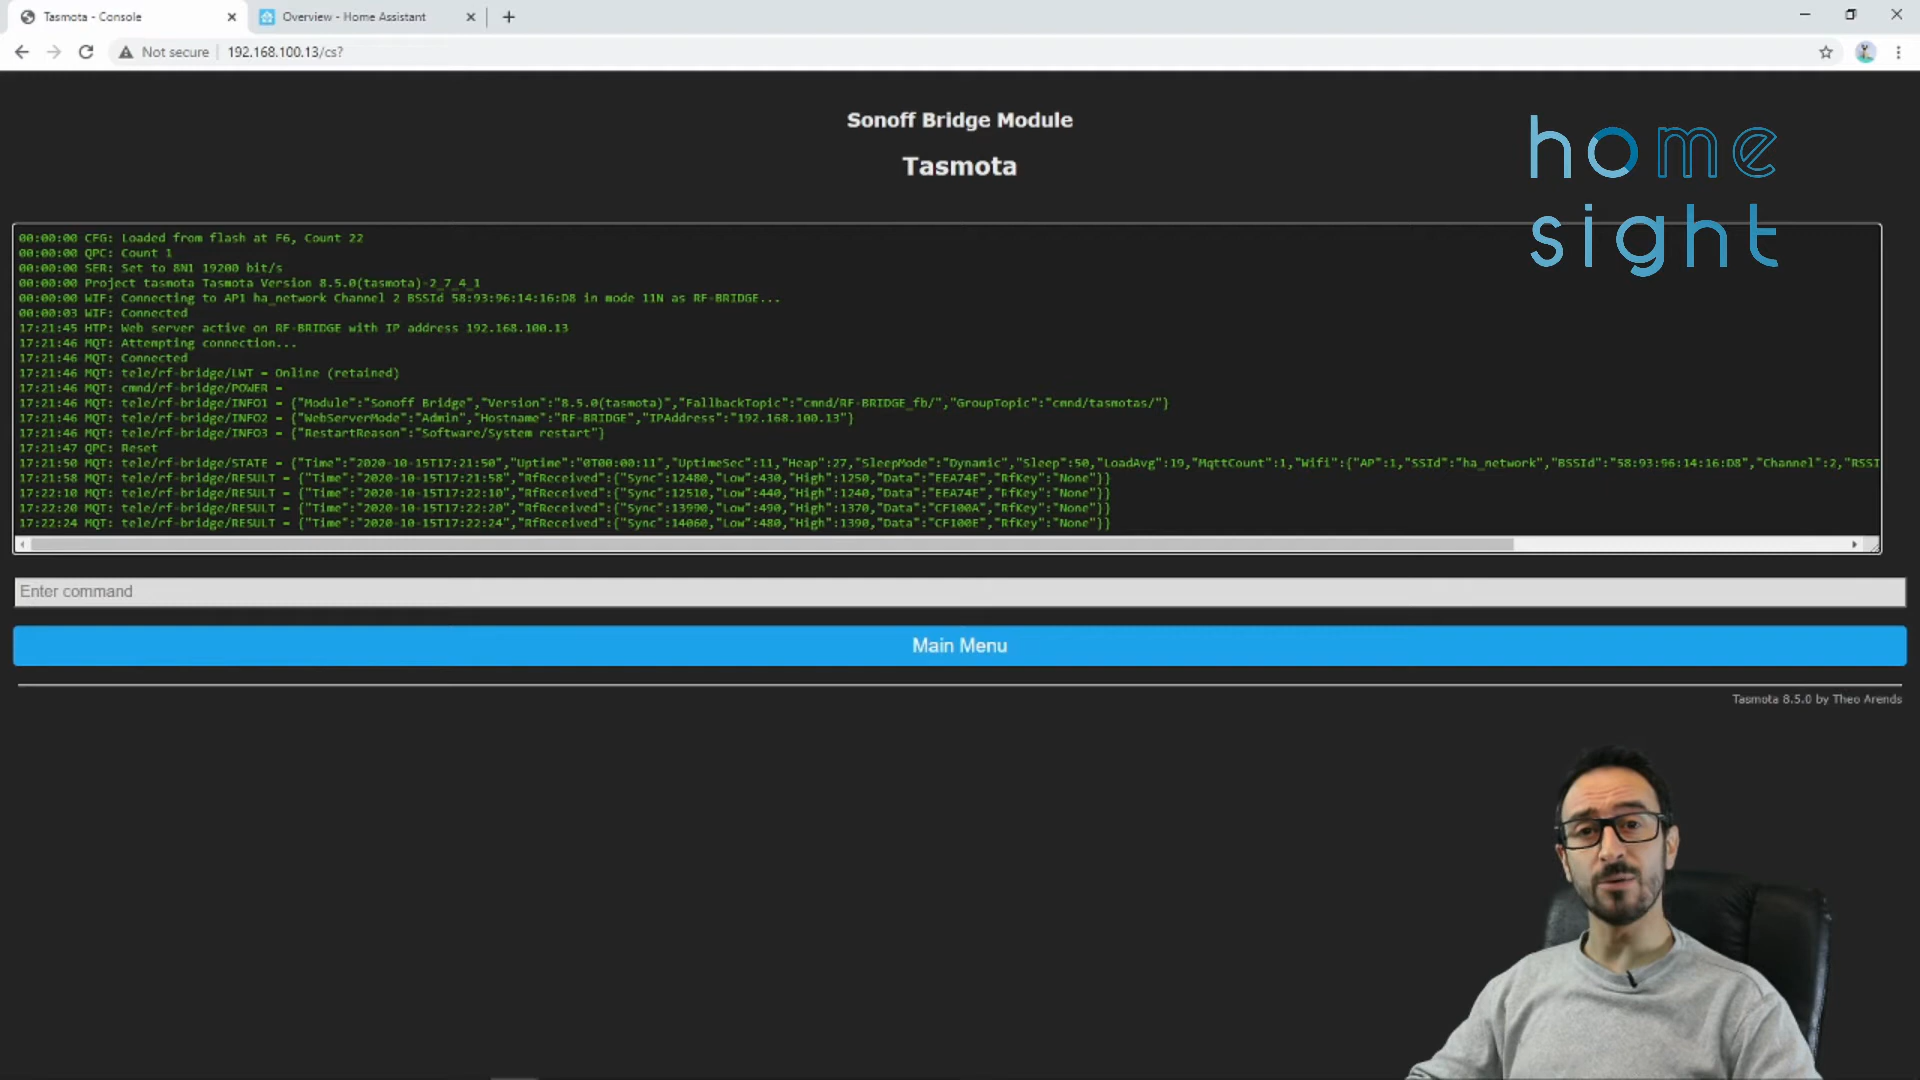 Tasmota - Console
Overview - Home Assistant
Not secure
192.168.100.13/cs?
Sonoff Bridge Module
Tasmota
home
sight
00:00:00 CFG: Loaded from flash at F6, Count 22
00:00:00 QPC: Count 1
00:00:00 SER: Set to 8N1 19200 bit/s
00:00:00 Project tasmota Tasmota Version 8.5.0(tasmota)-2_7_4_1
00:00:00 WIF: Connecting to AP1 ha_network Channel 2 BSSId 58:93:96:14:16:D8 in mode 11N as RF-BRIDGE...
00:00:03 WIF: Connected
17:21:45 HTP: Web server active on RF-BRIDGE with IP address 192.168.100.13
17:21:46 MQT: Attempting connection...
17:21:46 MQT: Connected
17:21:46 MQT: tele/rf-bridge/LWT = Online (retained)
17:21:46 MQT: cmnd/rf-bridge/POWER =
17:21:46 MQT: tele/rf-bridge/INFO1 = {"Module":"Sonoff Bridge","Version":"8.5.0(tasmota)","FallbackTopic":"cmnd/RF-BRIDGE_fb/","GroupTopic":"cmnd/tasmotas/"}
17:21:46 MQT: tele/rf-bridge/INFO2 = {"WebServerMode":"Admin","Hostname":"RF-BRIDGE","IPAddress":"192.168.100.13"}
17:21:46 MQT: tele/rf-bridge/INFO3 = {"RestartReason":"Software/System restart"}
17:21:47 QPC: Reset
17:21:50 MQT: tele/rf-bridge/STATE = {"Time":"2020-10-15T17:21:50","Uptime":"0T00:00:11","UptimeSec":11,"Heap":27,"SleepMode":"Dynamic","Sleep":50,"LoadAvg":19,"MqttCount":1,"Wifi":{"AP":1,"SSId":"ha_network","BSSId":"58:93:96:14:16:D8","Channel":2,"RSSI
17:21:58 MQT: tele/rf-bridge/RESULT = {"Time":"2020-10-15T17:21:58","RfReceived":{"Sync":12480,"Low":430,"High":1250,"Data":"EEA74E","RfKey":"None"}}
17:22:10 MQT: tele/rf-bridge/RESULT = {"Time":"2020-10-15T17:22:10","RfReceived":{"Sync":12510,"Low":440,"High":1240,"Data":"EEA74E","RfKey":"None"}}
17:22:20 MQT: tele/rf-bridge/RESULT = {"Time":"2020-10-15T17:22:20","RfReceived":{"Sync":13990,"Low":490,"High":1370,"Data":"CF100A","RfKey":"None"}}
17:22:24 MQT: tele/rf-bridge/RESULT = {"Time":"2020-10-15T17:22:24","RfReceived":{"Sync":14060,"Low":480,"High":1390,"Data":"CF100E","RfKey":"None"}}
Enter command
Main Menu
Tasmota 8.5.0 by Theo Arends